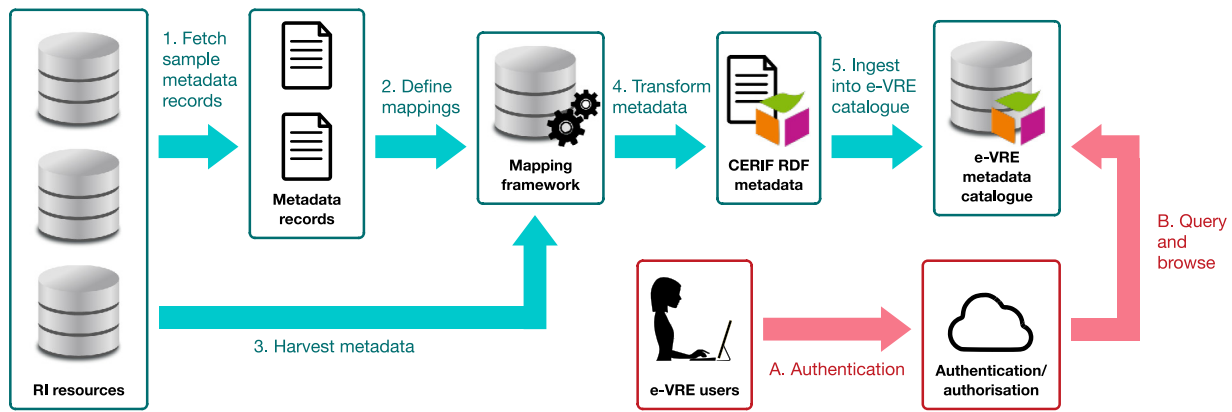 1. Fetch
sample
metadata
records
2. Define
mappings
4. Transform
metadata
5. Ingest
into e-VRE
catalogue
Mapping
framework
CERIF RDF
metadata
e-VRE
metadata
catalogue
Metadata
records
B. Query
and
browse
3. Harvest metadata
A. Authentication
RI resources
e-VRE users
Authentication/
authorisation